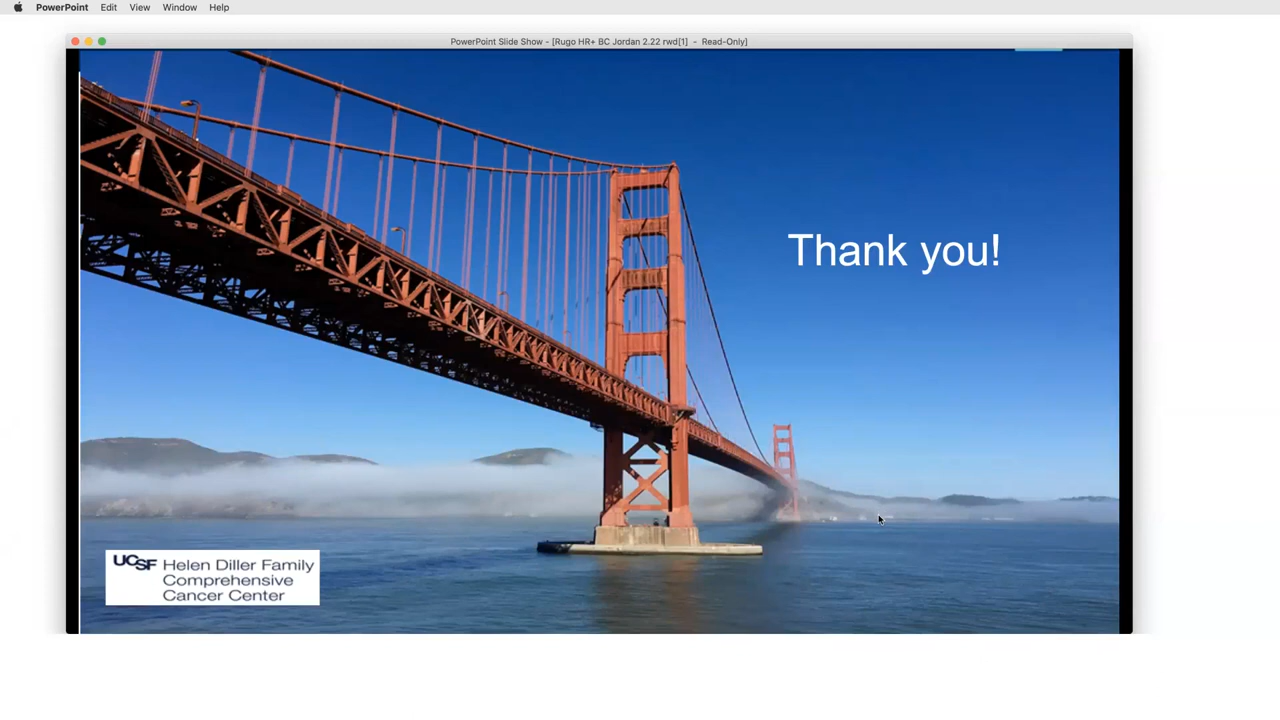 PowerPoint Edit View Window Help
PowerPoint Slide Show - [Rugo HR+ BC Jordan 2.22 rwd[1] - Read-Only]
Thank you!
UCSF Helen Diller Family
Comprehensive
Cancer Center